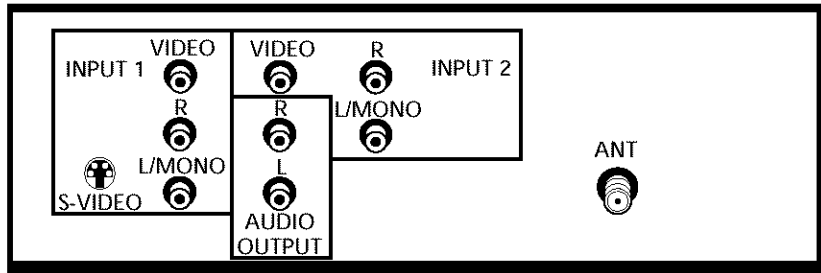 INPUT 1
VIDEO
R
L/MONO
S-VIDEO
VIDEO
R
INPUT 2
L/MONO
R
L
AUDIO
OUTPUT
ANT